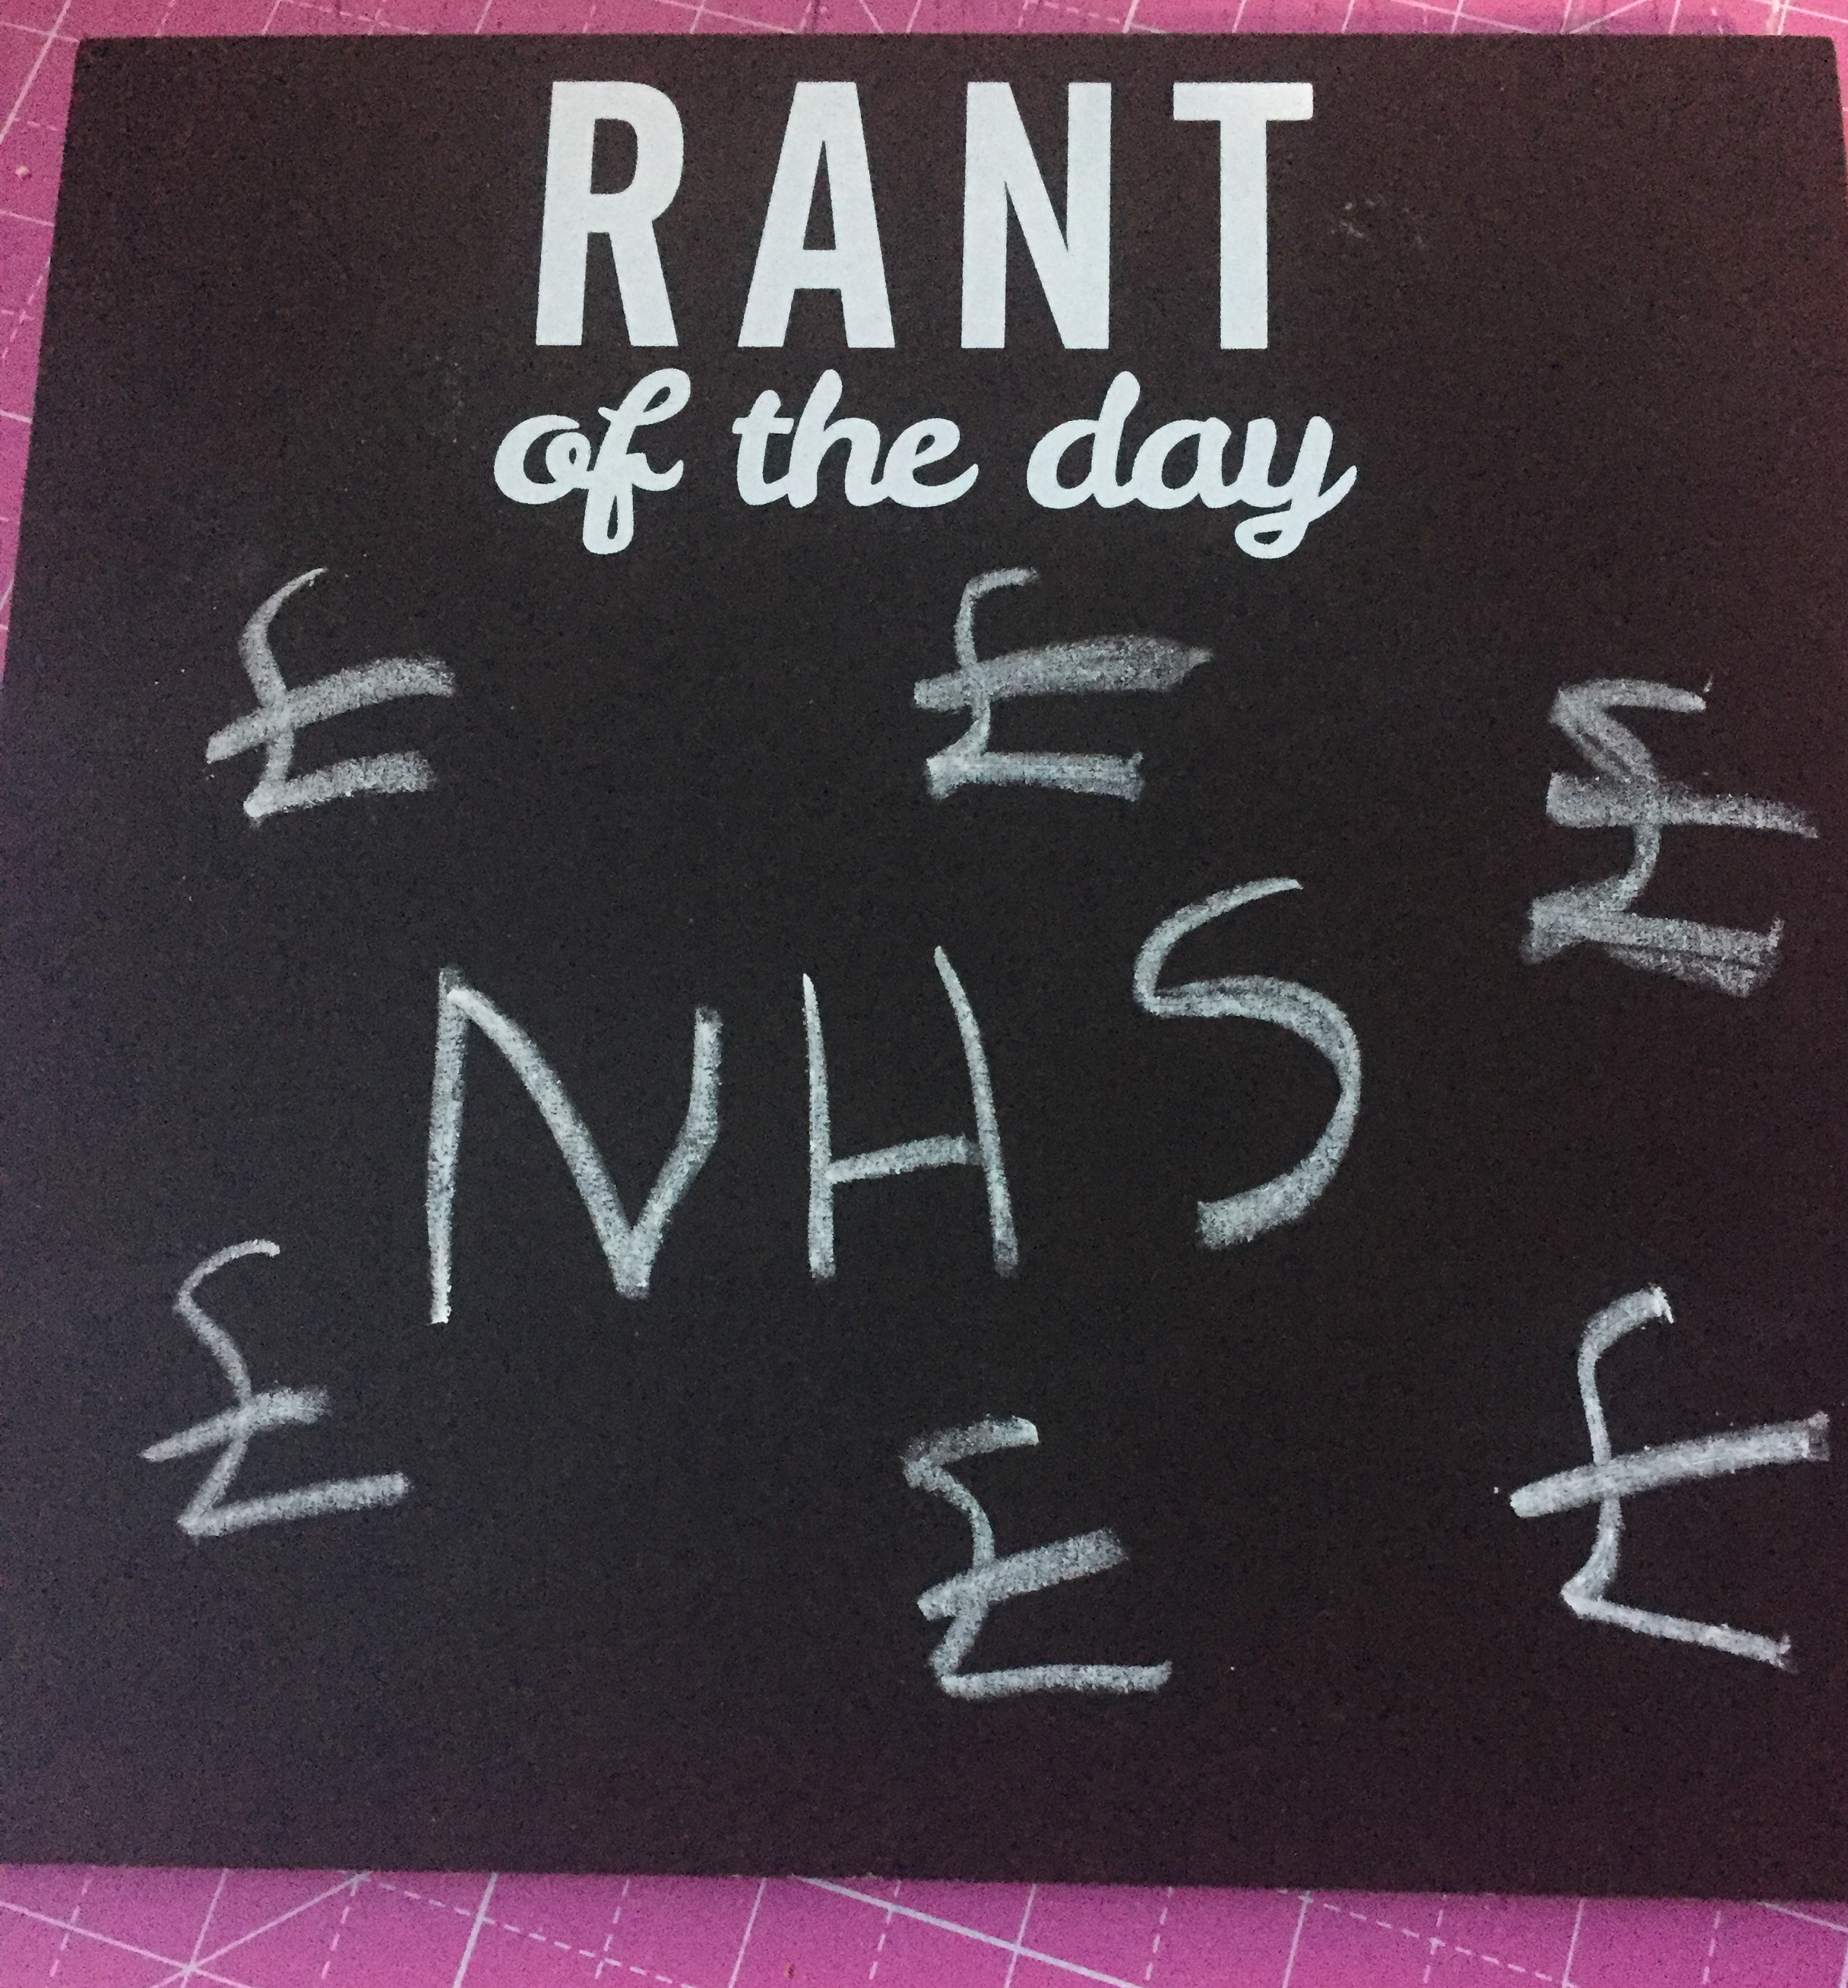 RANT
of the day
£ £ £
NHS
£ £ £